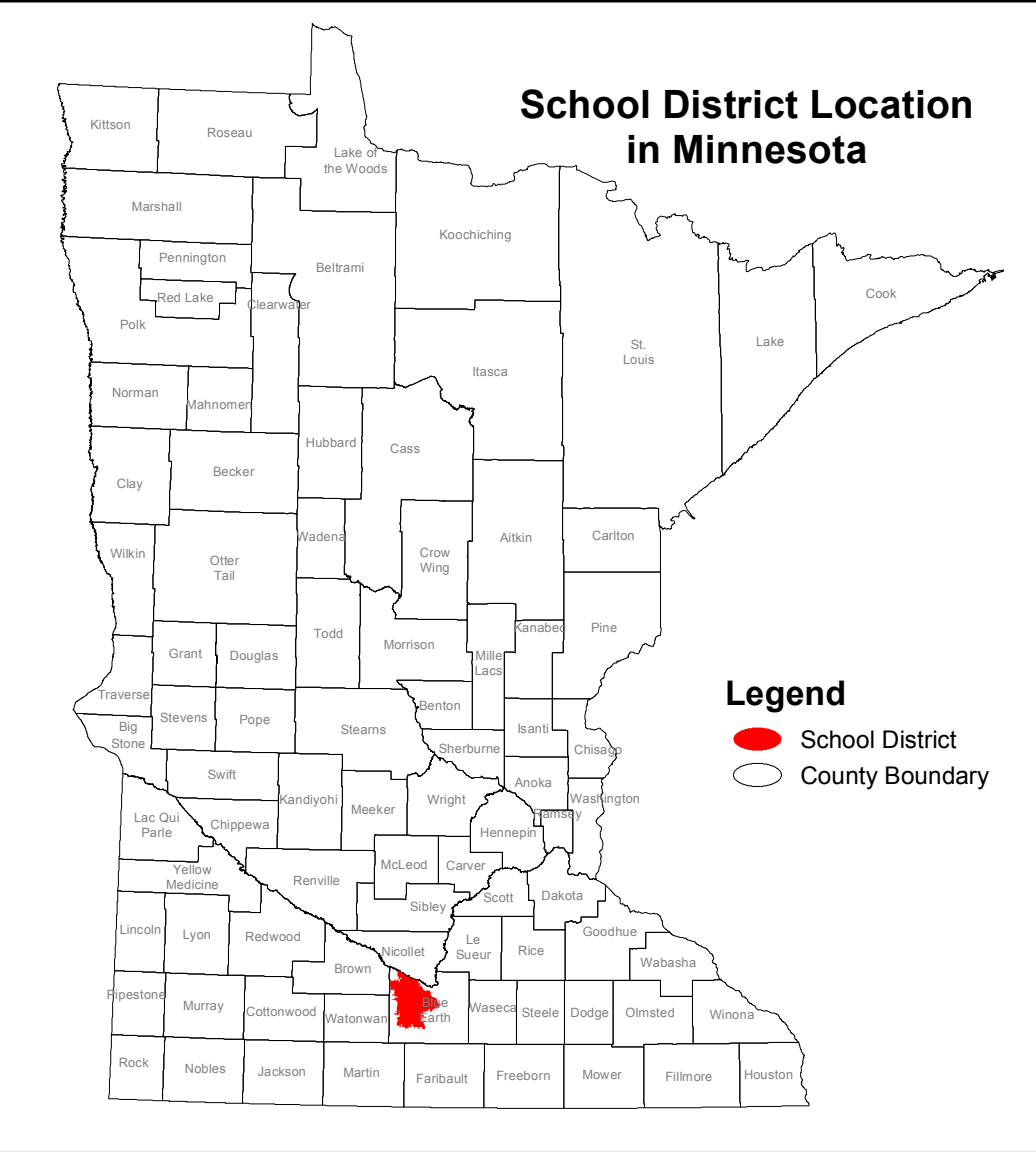 School District Location
in Minnesota
Kittson
Roseau
Lake of
the Woods
Marshall
Koochiching
Pennington
Beltrami
Red Lake
Clearwater
Cook
Polk
St.
Louis
Lake
Itasca
Norman
Mahnomen
Hubbard
Cass
Becker
Clay
Wadena
Aitkin
Carlton
Wilkin
Crow
Wing
Otter
Tail
Todd
Kanabec
Pine
Morrison
Grant
Douglas
Mille
Lacs
Traverse
Benton
Stevens
Pope
Stearns
Isanti
Big
Stone
Sherburne
Chisago
Swift
Anoka
Kandiyohi
Meeker
Wright
Washington
Ramsey
Lac Qui
Parle
Chippewa
Hennepin
McLeod
Carver
Yellow
Medicine
Renville
Scott
Dakota
Sibley
Lincoln
Lyon
Redwood
Le
Sueur
Rice
Goodhue
Nicollet
Brown
Wabasha
Pipestone
Murray
Cottonwood
Watonwan
Blue
Earth
Waseca
Steele
Dodge
Olmsted
Winona
Rock
Nobles
Jackson
Martin
Faribault
Freeborn
Mower
Fillmore
Houston
Legend
School District
County Boundary